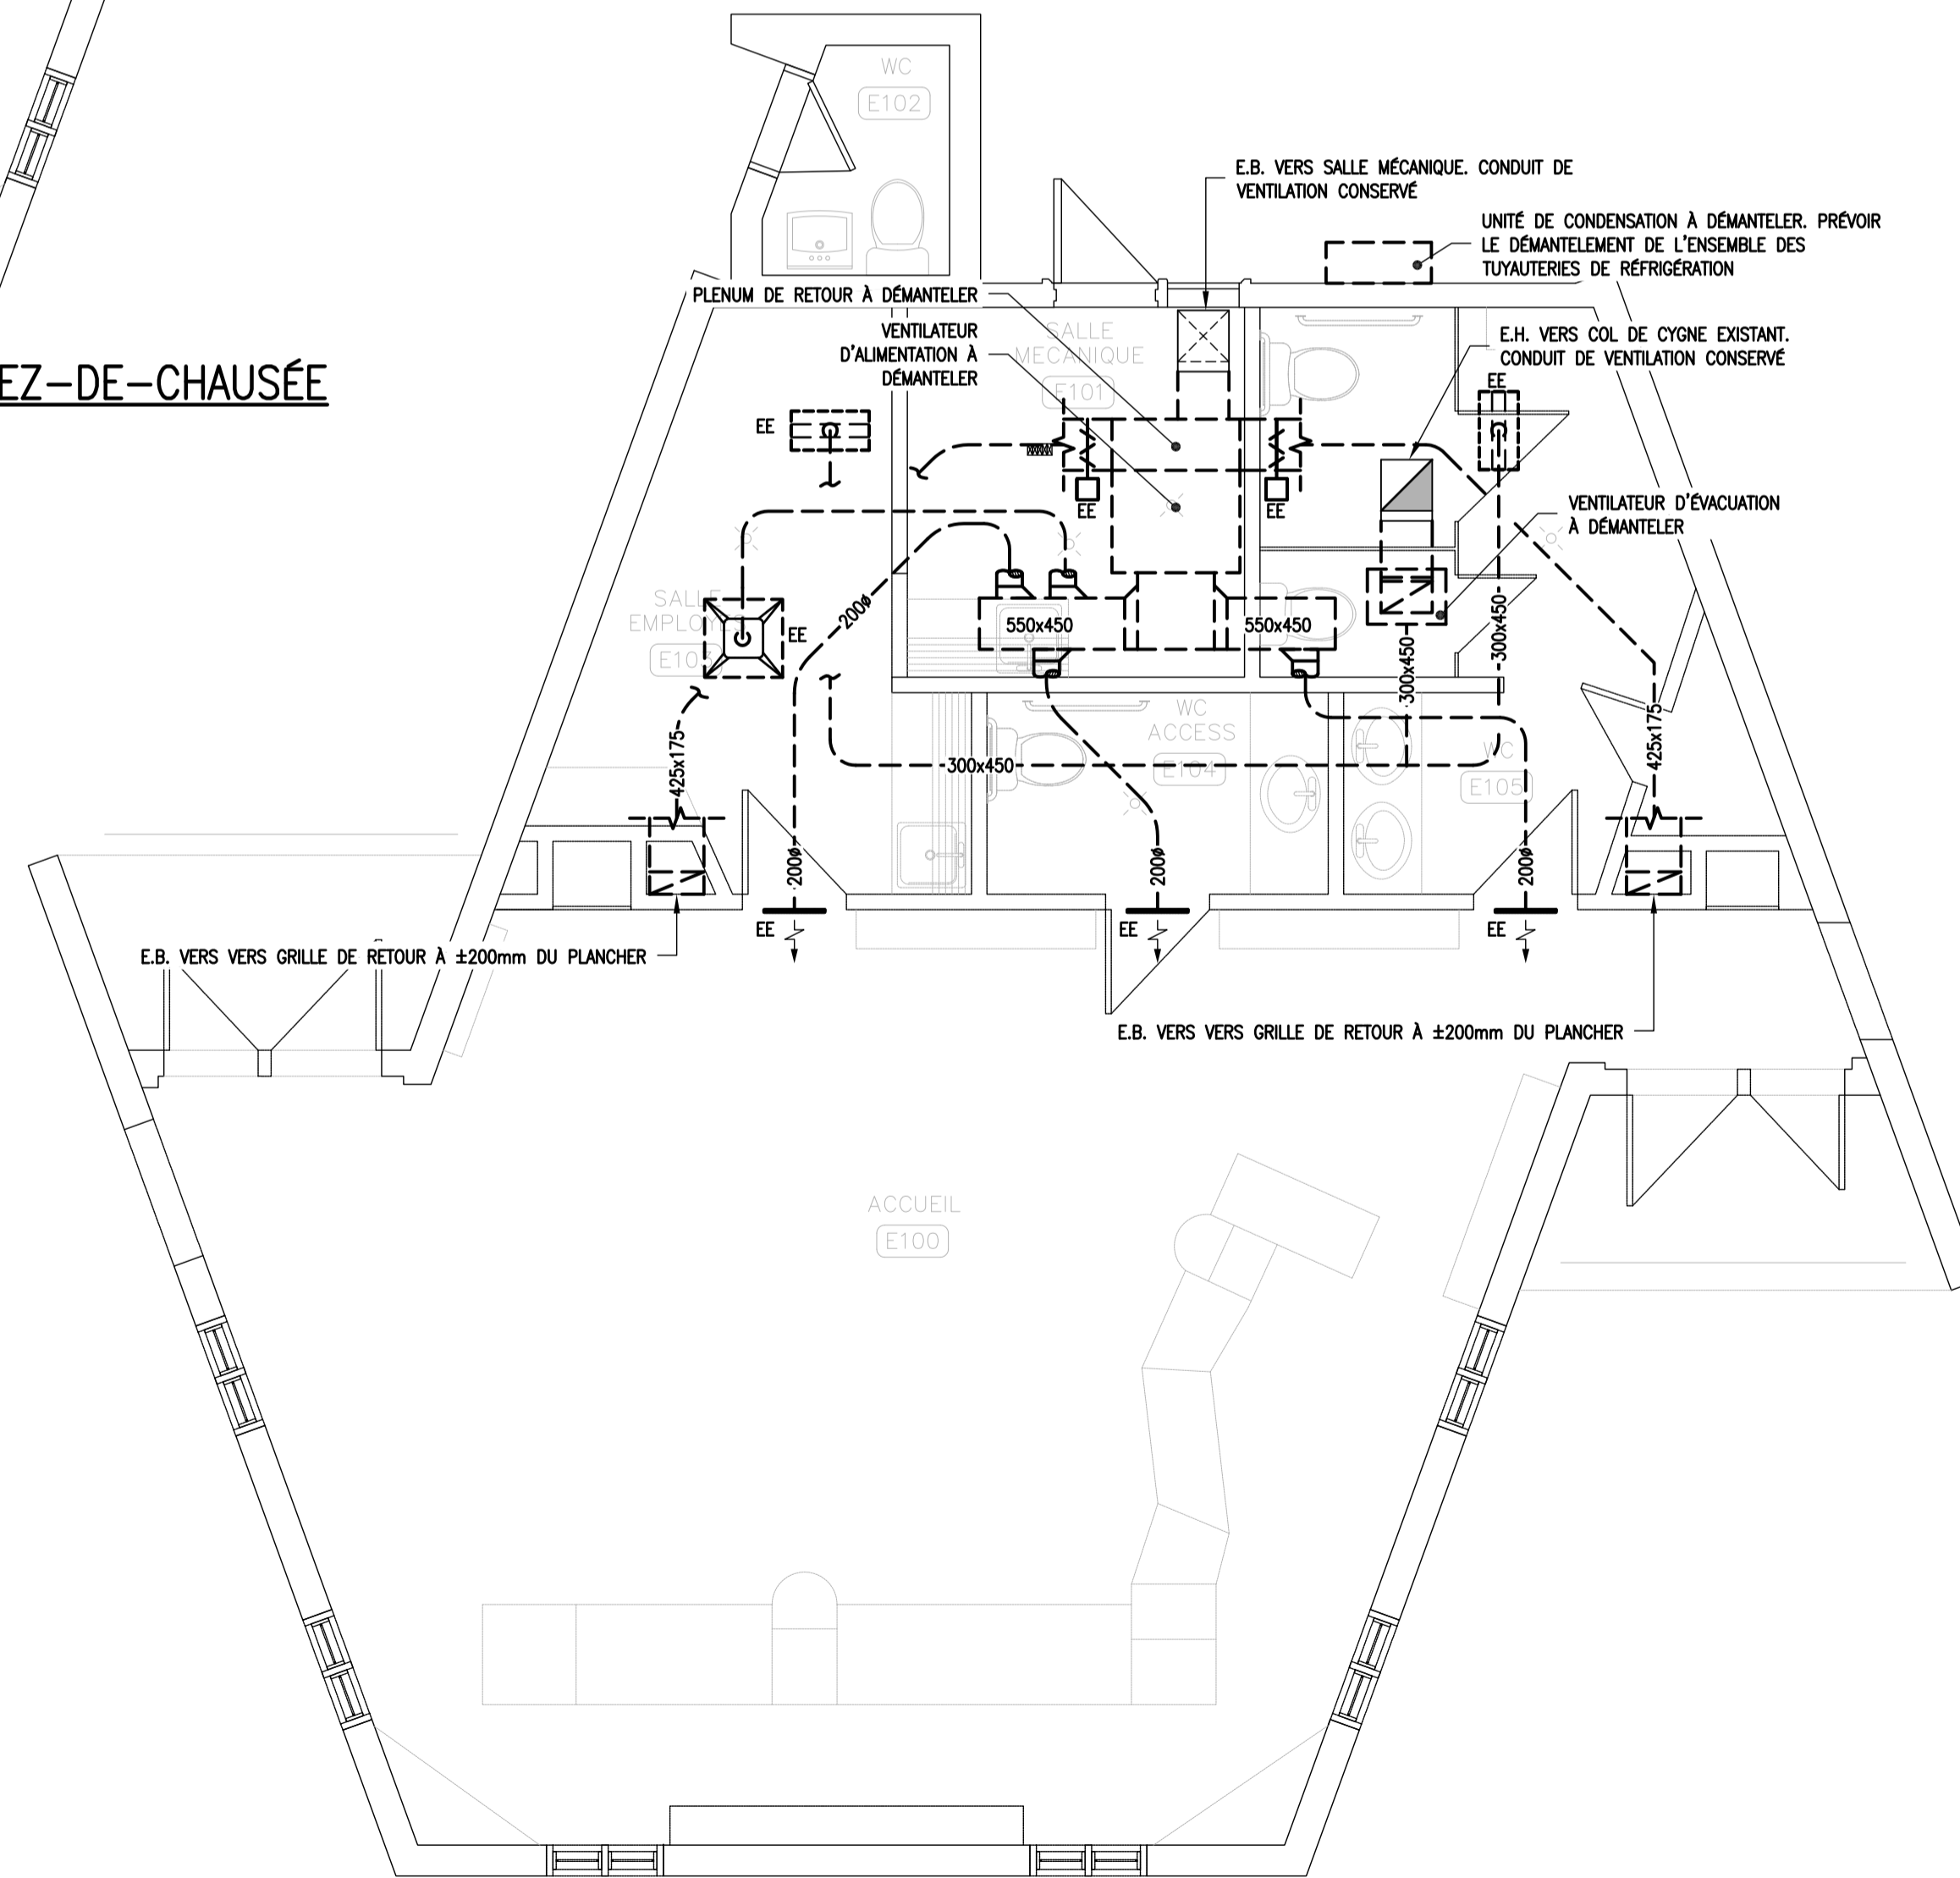 WC
E102
E.B. VERS SALLE MÉCANIQUE. CONDUIT DE
VENTILATION CONSERVÉ
UNITÉ DE CONDENSATION À DÉMANTELER. PRÉVOIR
LE DÉMANTELEMENT DE L'ENSEMBLE DES
TUYAUTERIES DE RÉFRIGÉRATION
PLENUM DE RETOUR À DÉMANTELER
VENTILATEUR
D'ALIMENTATION À
DÉMANTELER
SALLE
MECANIQUE
E101
E.H. VERS COL DE CYGNE EXISTANT.
CONDUIT DE VENTILATION CONSERVÉ
EZ-DE-CHAUSÉE
EE
EE
EE
EE
VENTILATEUR D'ÉVACUATION
À DÉMANTELER
SALLE
EMPLOYES
E103
EE
200ø
550x450
550x450
300x450
300x450
WC
ACCESS
E104
WC
E105
425x175
300x450
425x175
200ø
200ø
200ø
EE
EE
EE
E.B. VERS VERS GRILLE DE RETOUR À ±200mm DU PLANCHER
E.B. VERS VERS GRILLE DE RETOUR À ±200mm DU PLANCHER
ACCUEIL
E100